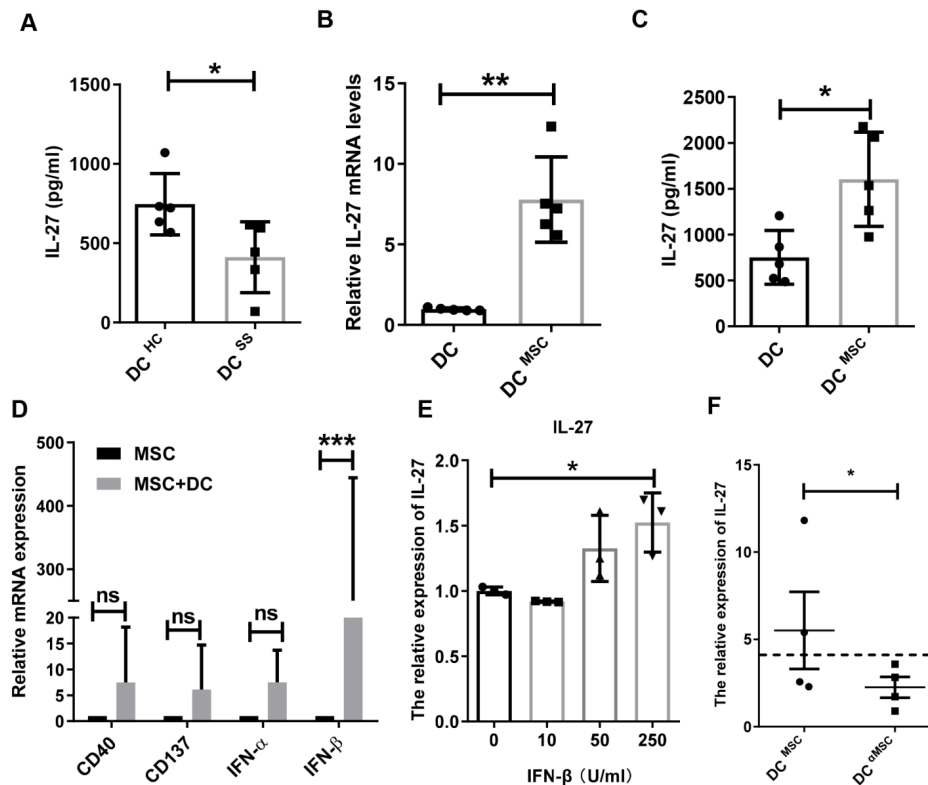 A
IL-27 (pg/ml)
1500
1000
500
0
*
DC HC
DC SS
B
Relative IL-27 mRNA levels
15
10
5
0
**
DC
DC MSC
C
IL-27 (pg/ml)
2500
2000
1500
1000
500
0
*
DC
DC MSC
D
Relative mRNA expression
500
400
300
200
100
20
15
10
5
0
MSC
MSC+DC
ns
ns
ns
***
CD40
CD137
IFN-α
IFN-β
E
IL-27
The relative expression of IL-27
2.0
1.5
1.0
0.5
0.0
*
0
10
50
250
IFN-β (U/ml)
F
The relative expression of IL-27
15
10
5
0
*
DC MSC
DC αMSC